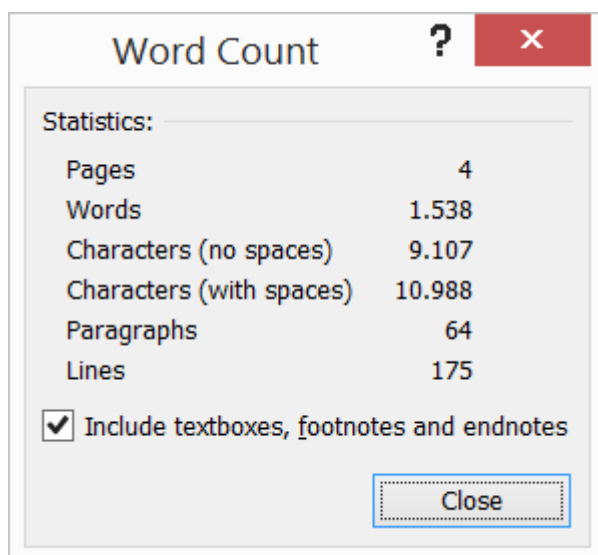 Word Count ?
Statistics:
Pages 4
Words 1.538
Characters (no spaces) 9.107
Characters (with spaces) 10.988
Paragraphs 64
Lines 175
Include textboxes, footnotes and endnotes
Close